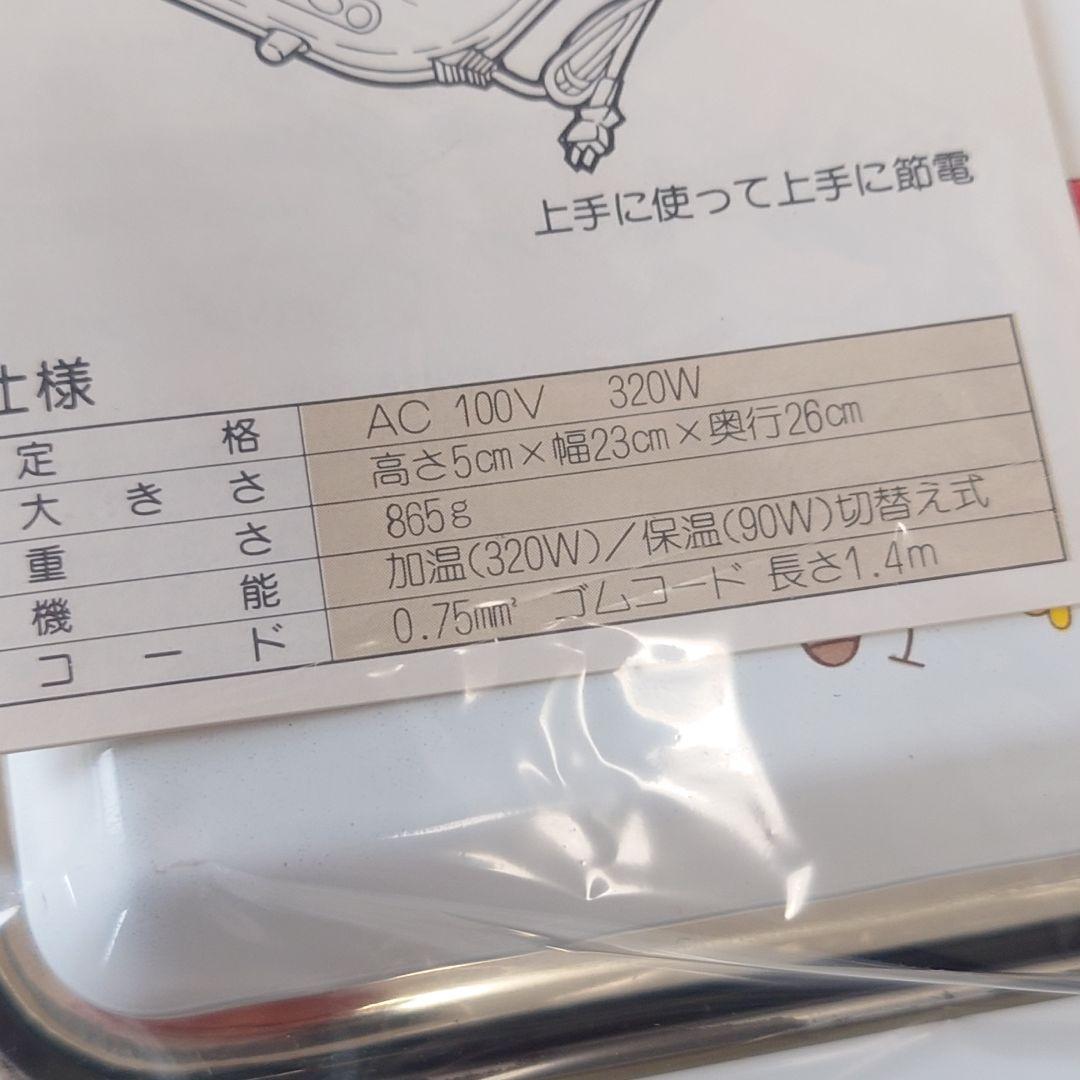 上手に使って上手に節電
仕様
定格 AC 100V 320W
大きさ 高さ5cm×幅23cm×奥行26cm
重さ 865g
機能 加温(320W)/保温(90W)切替え式
コード 0.75mm² ゴムコード 長さ1.4m